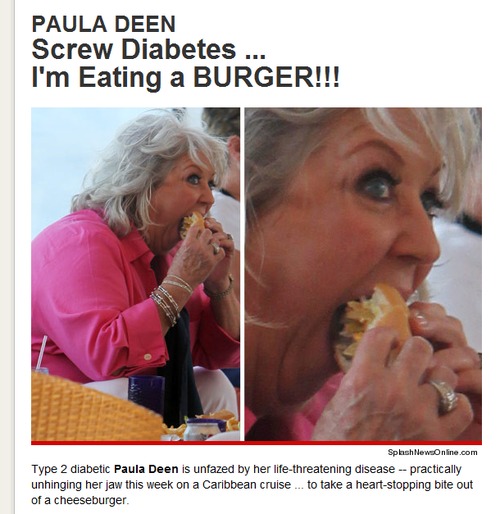 PAULA DEEN
Screw Diabetes ...
I'm Eating a BURGER!!!
SplashNewsOnline.com
Type 2 diabetic Paula Deen is unfazed by her life-threatening disease -- practically
unhinging her jaw this week on a Caribbean cruise ... to take a heart-stopping bite out
of a cheeseburger.